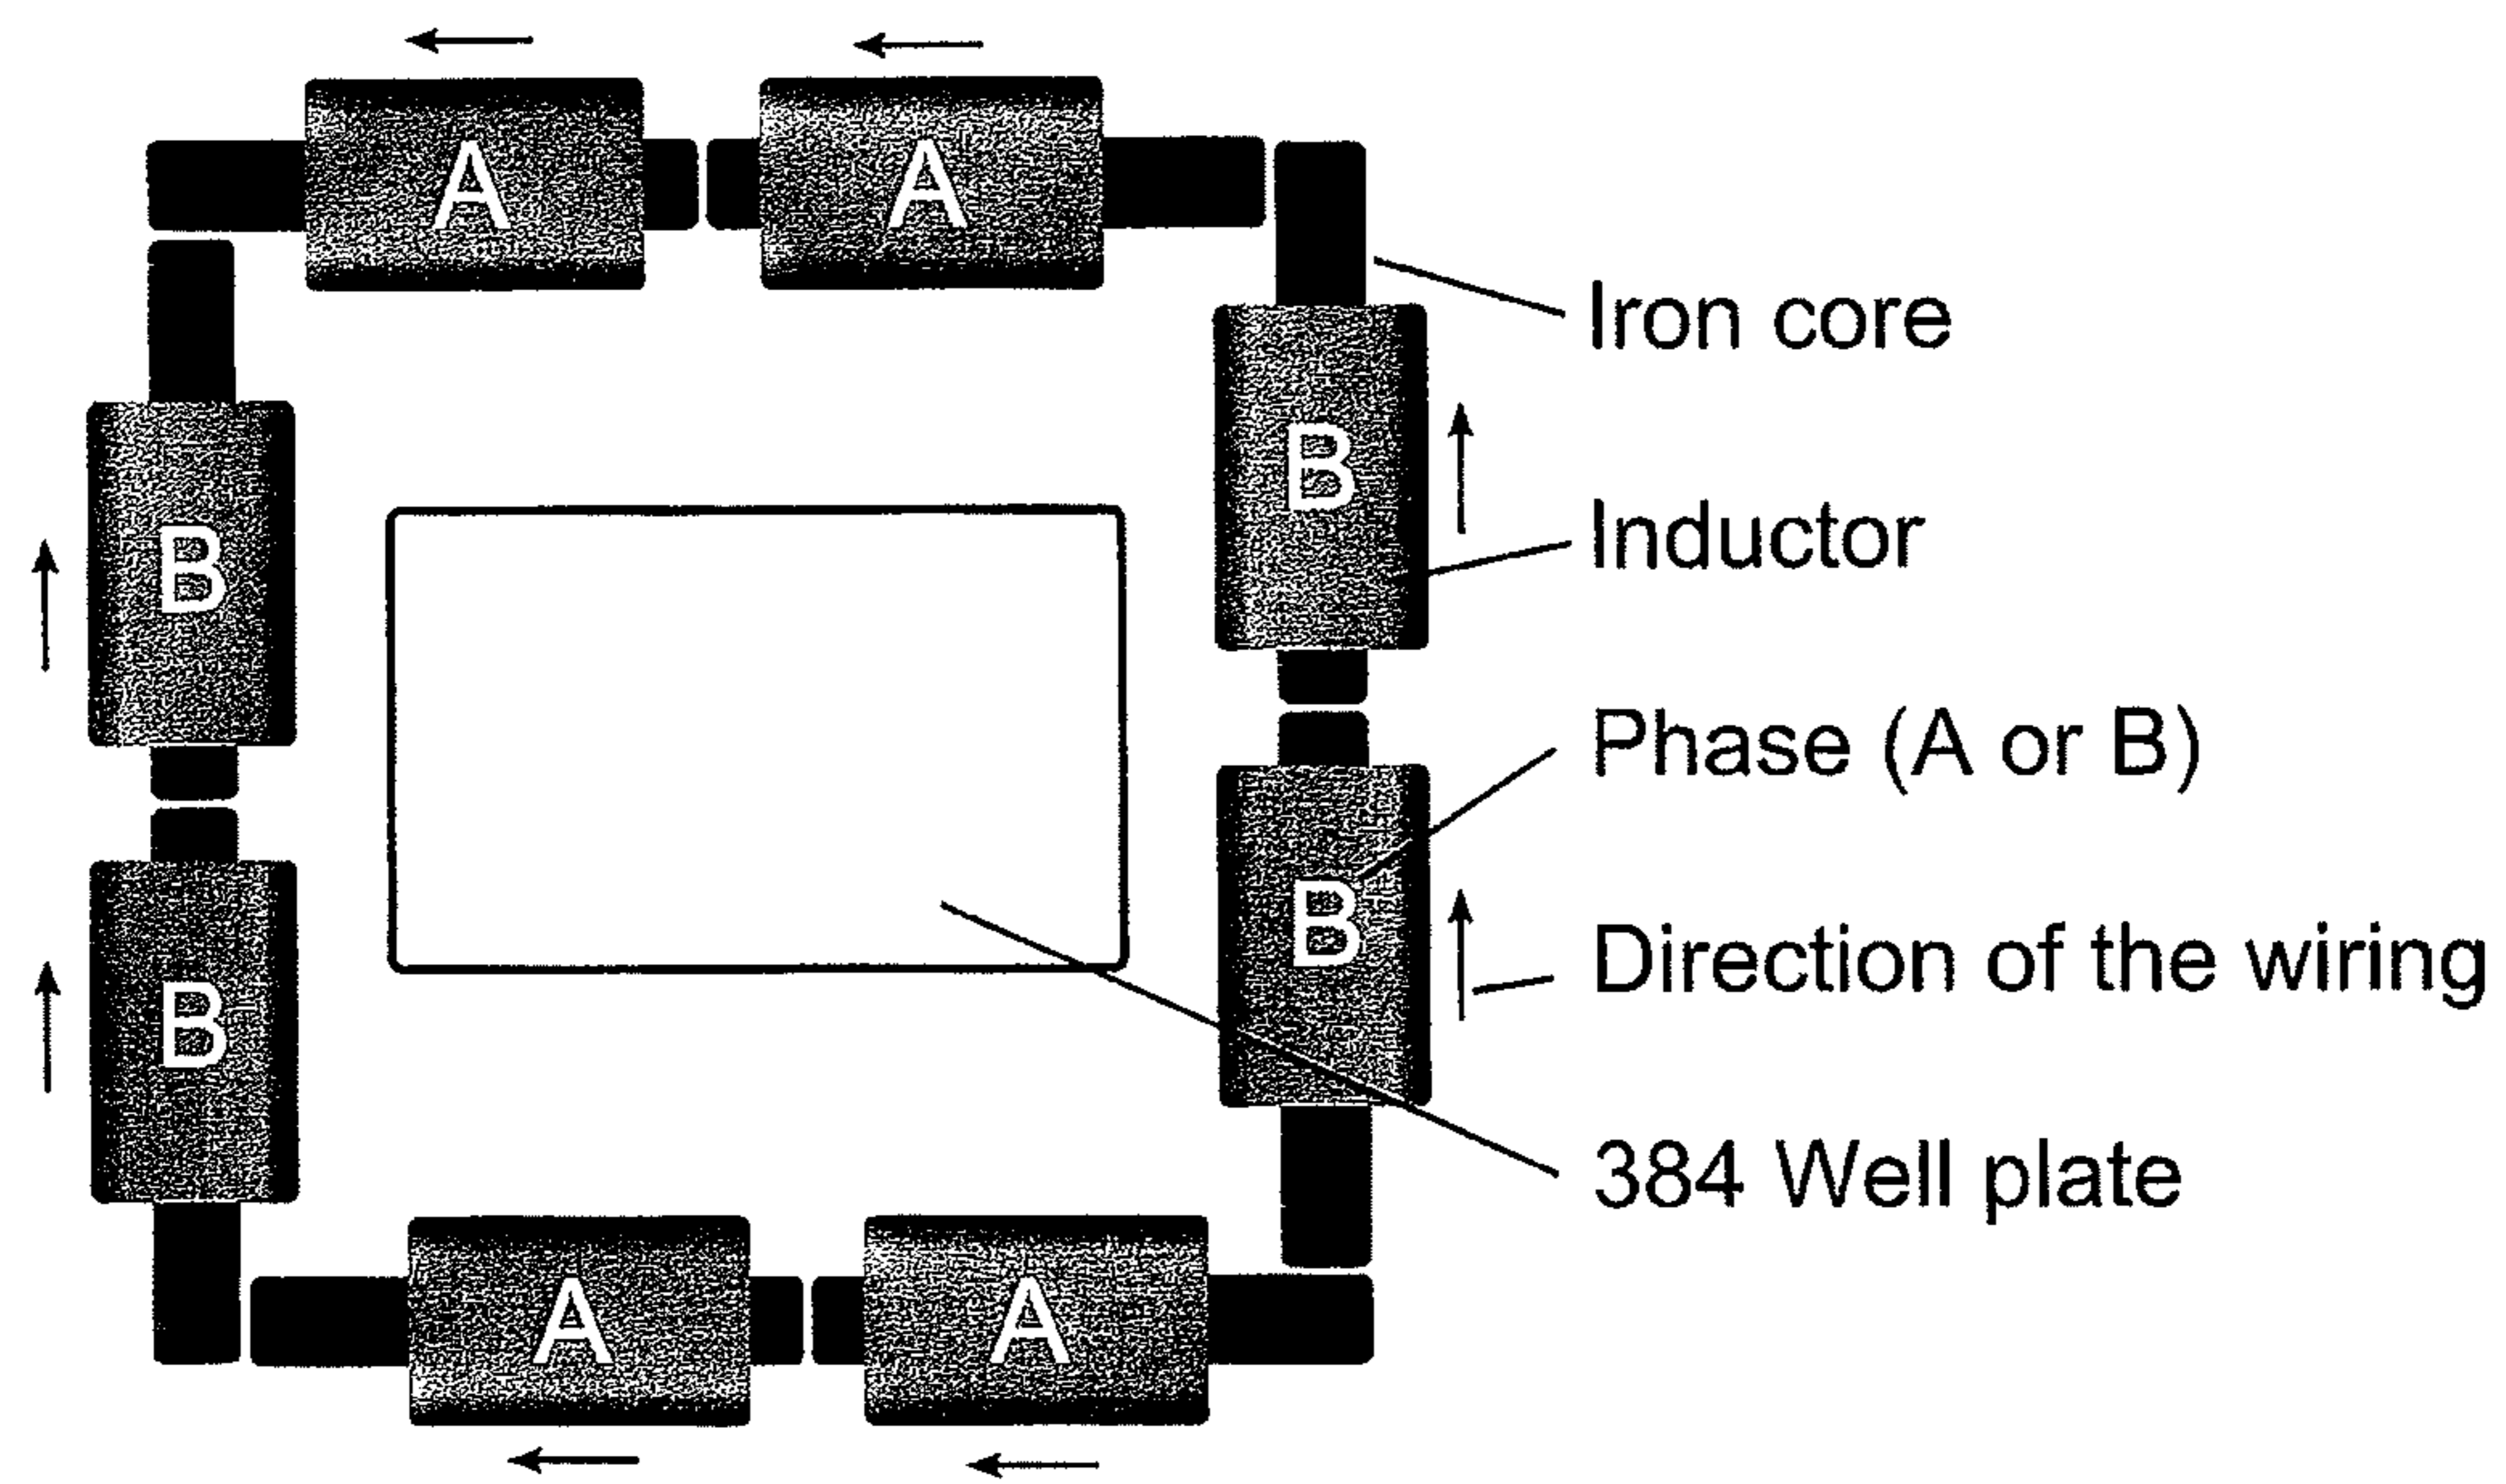 A A
Iron core
B
B
Inductor
Phase (A or B)
B
B
Direction of the wiring
384 Well plate
A A